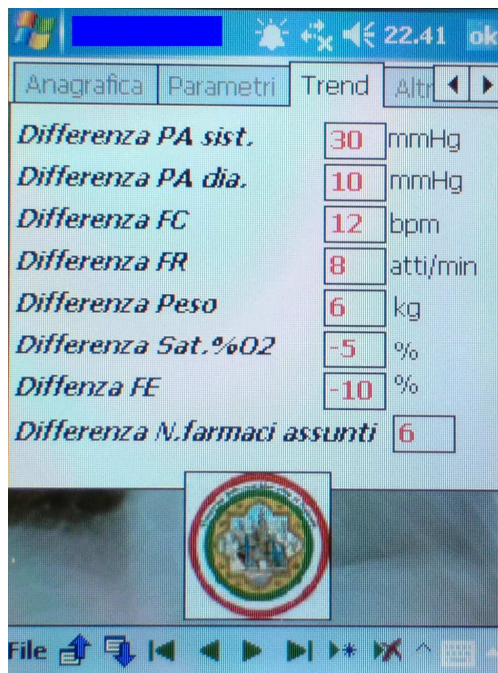 22.41 ok
Anagrafica Parametri Trend Altr
Differenza PA sist. 30 mmHg
Differenza PA dia. 10 mmHg
Differenza FC 12 bpm
Differenza FR 8 atti/min
Differenza Peso 6 kg
Differenza Sat.%O2 -5 %
Diffenza FE -10 %
Differenza N.farmaci assunti 6
File